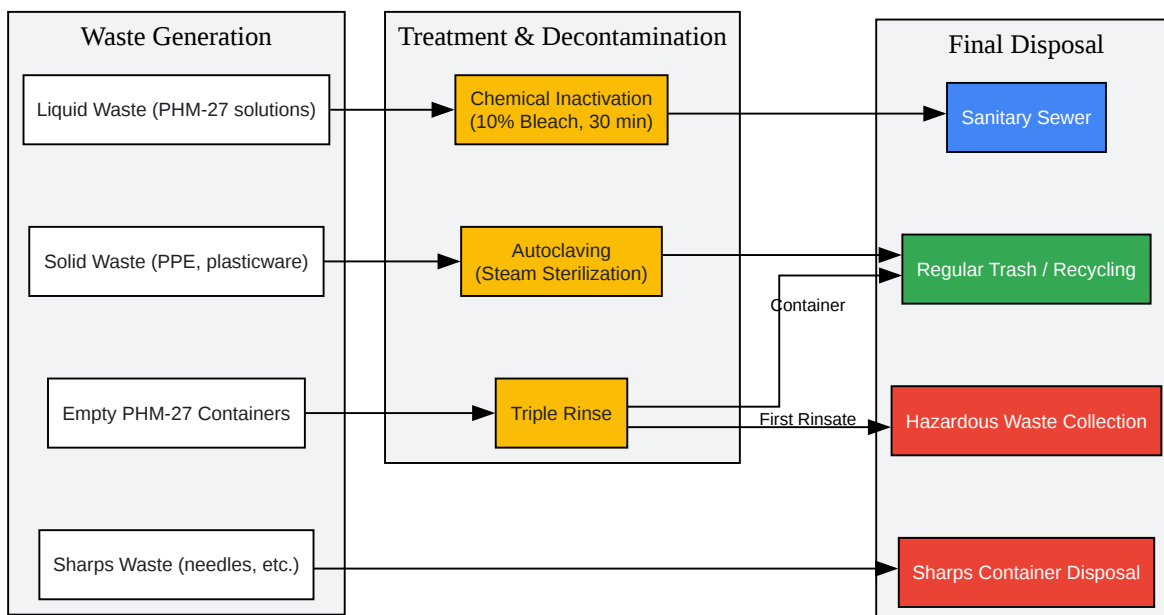 Waste Generation
Treatment & Decontamination
Final Disposal
Liquid Waste (PHM-27 solutions)
Chemical Inactivation
(10% Bleach, 30 min)
Sanitary Sewer
Solid Waste (PPE, plasticware)
Autoclaving
(Steam Sterilization)
Regular Trash / Recycling
Container
Empty PHM-27 Containers
Triple Rinse
First Rinsate
Hazardous Waste Collection
Sharps Waste (needles, etc.)
Sharps Container Disposal